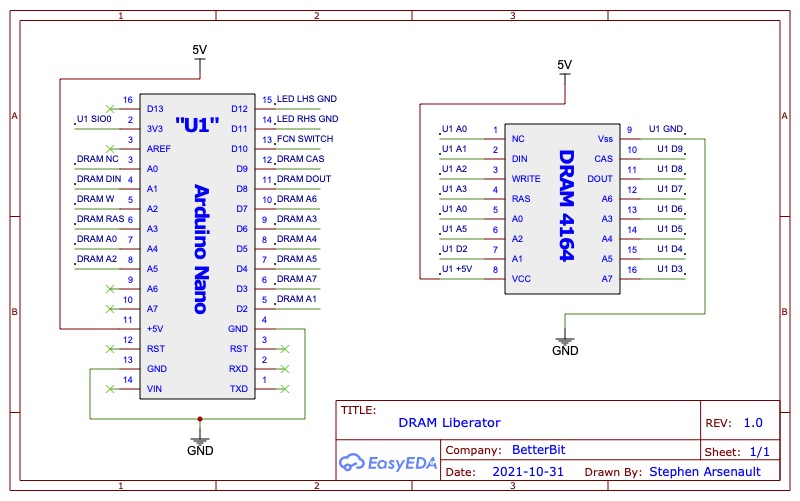 1 2 3
A A
B B
5V
"U1"
Arduino Nano
16 D13
U1 SIO0 2 3V3
3 AREF
DRAM NC 3 A0
DRAM DIN 4 A1
DRAM W 5 A2
DRAM RAS 6 A3
DRAM A0 7 A4
DRAM A2 8 A5
9 A6
10 A7
11 +5V
12 RST
13 GND
14 VIN
D12 15 LED LHS GND
D11 14 LED RHS GND
D10 13 FCN SWITCH
D9 12 DRAM CAS
D8 11 DRAM DOUT
D7 10 DRAM A6
D6 9 DRAM A3
D5 8 DRAM A4
D4 7 DRAM A5
D3 6 DRAM A7
D2 5 DRAM A1
GND 4
RST 3
RXD 2
TXD 1
GND
5V
DRAM 4164
U1 A0 1 NC
U1 A1 2 DIN
U1 A2 3 WRITE
U1 A3 4 RAS
U1 A0 5 A0
U1 A5 6 A2
U1 D2 7 A1
U1 +5V 8 VCC
Vss 9 U1 GND
CAS 10 U1 D9
DOUT 11 U1 D8
A6 12 U1 D7
A3 13 U1 D6
A4 14 U1 D5
A5 15 U1 D4
A7 16 U1 D3
GND
TITLE:
DRAM Liberator
REV: 1.0
EasyEDA
Company: BetterBit
Sheet: 1/1
Date: 2021-10-31 Drawn By: Stephen Arsenault
1 2 3